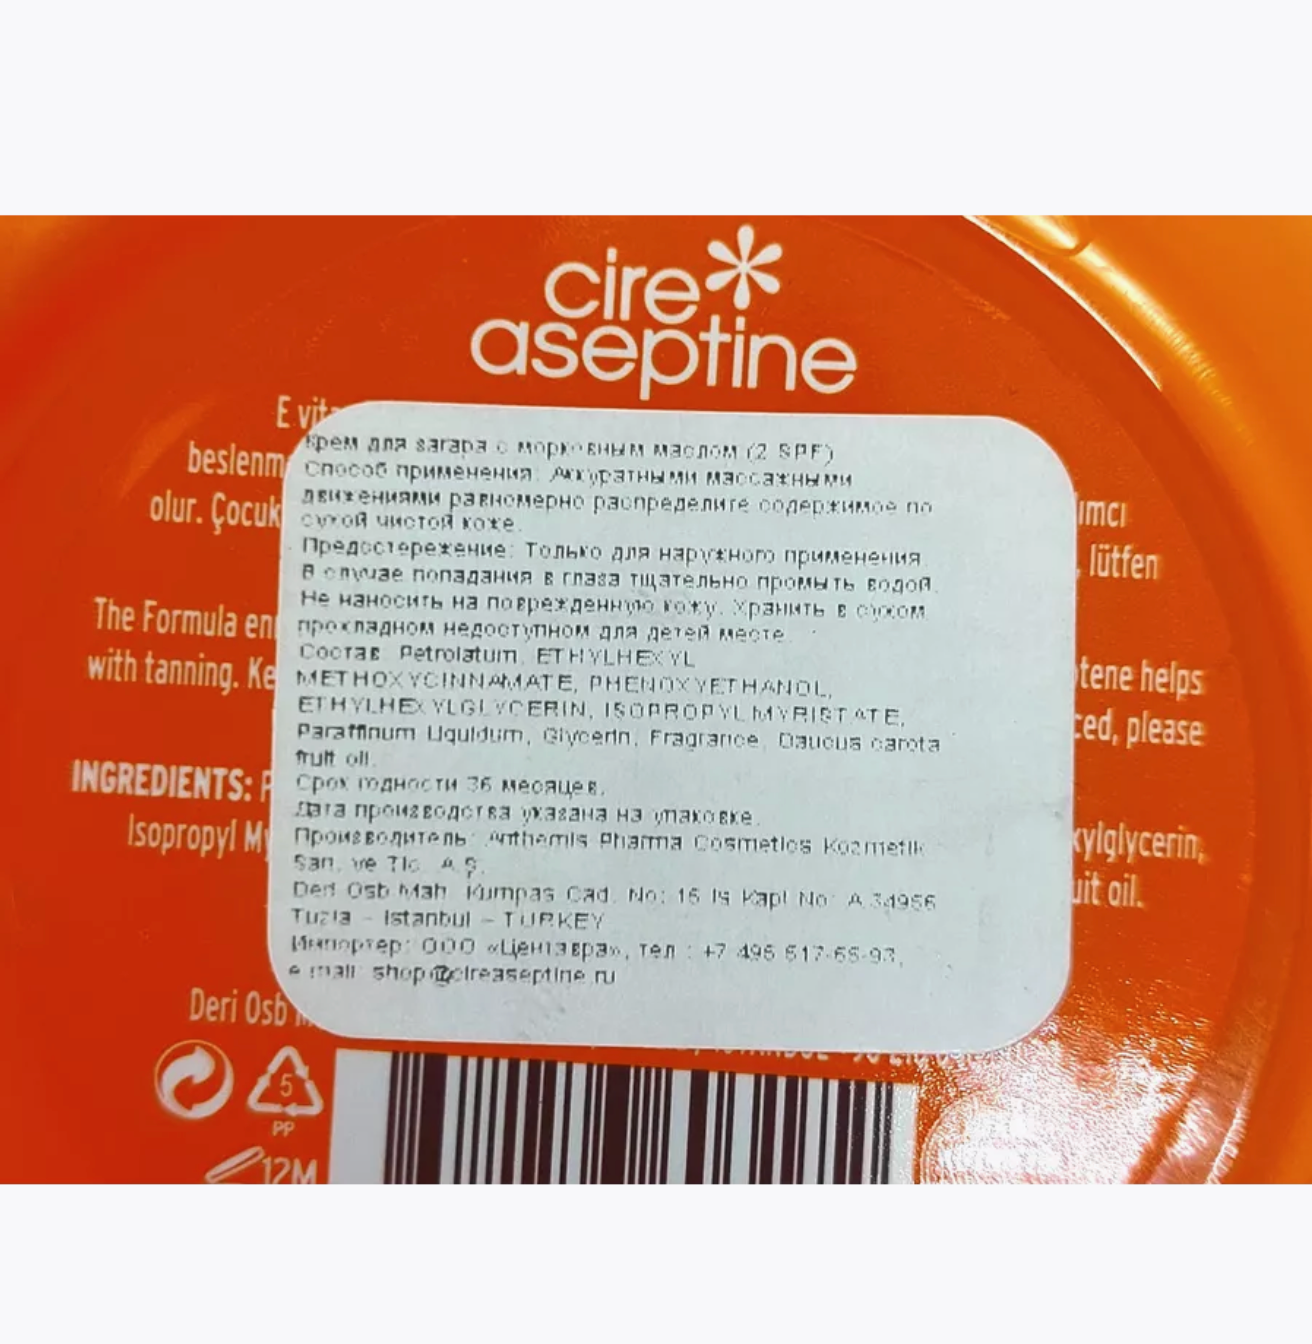 cire
aseptine
E vita
beslenm
olur. Çocuk
ımcı
, lütfen
The Formula en
with tanning. Ke
tene helps
ced, please
INGREDIENTS: P
Isopropyl My
xylglycerin,
uit oil.
Deri Osb
Крем для загара с морковным маслом (2 SPF)
Способ применения: Аккуратными массажными
движениями равномерно распределите содержимое по
сухой чистой коже.
Предостережение: Только для наружного применения.
В случае попадания в глаза тщательно промыть водой.
Не наносить на поврежденную кожу. Хранить в сухом
прохладном недоступном для детей месте.
Состав: Petrolatum, ETHYLHEXYL
METHOXYCINNAMATE, PHENOXYETHANOL,
ETHYLHEXYLGLYCERIN, ISOPROPYL MYRISTATE,
Paraffinum Liquidum, Glycerin, Fragrance, Daucus carota
fruit oil.
Срок годности 36 месяцев.
Дата производства указана на упаковке.
Производитель: Anthemis Pharma Cosmetics Kozmetik
San. ve Tic. A.Ş.
Deri Osb Mah. Kumpas Cad. No: 16 Is Kapi No: A 34956
Tuzla – Istanbul – TURKEY
Импортер: ООО «Центавра», тел.: +7 495 617-65-93,
e mail: shop@cireaseptine.ru
5
PP
12M